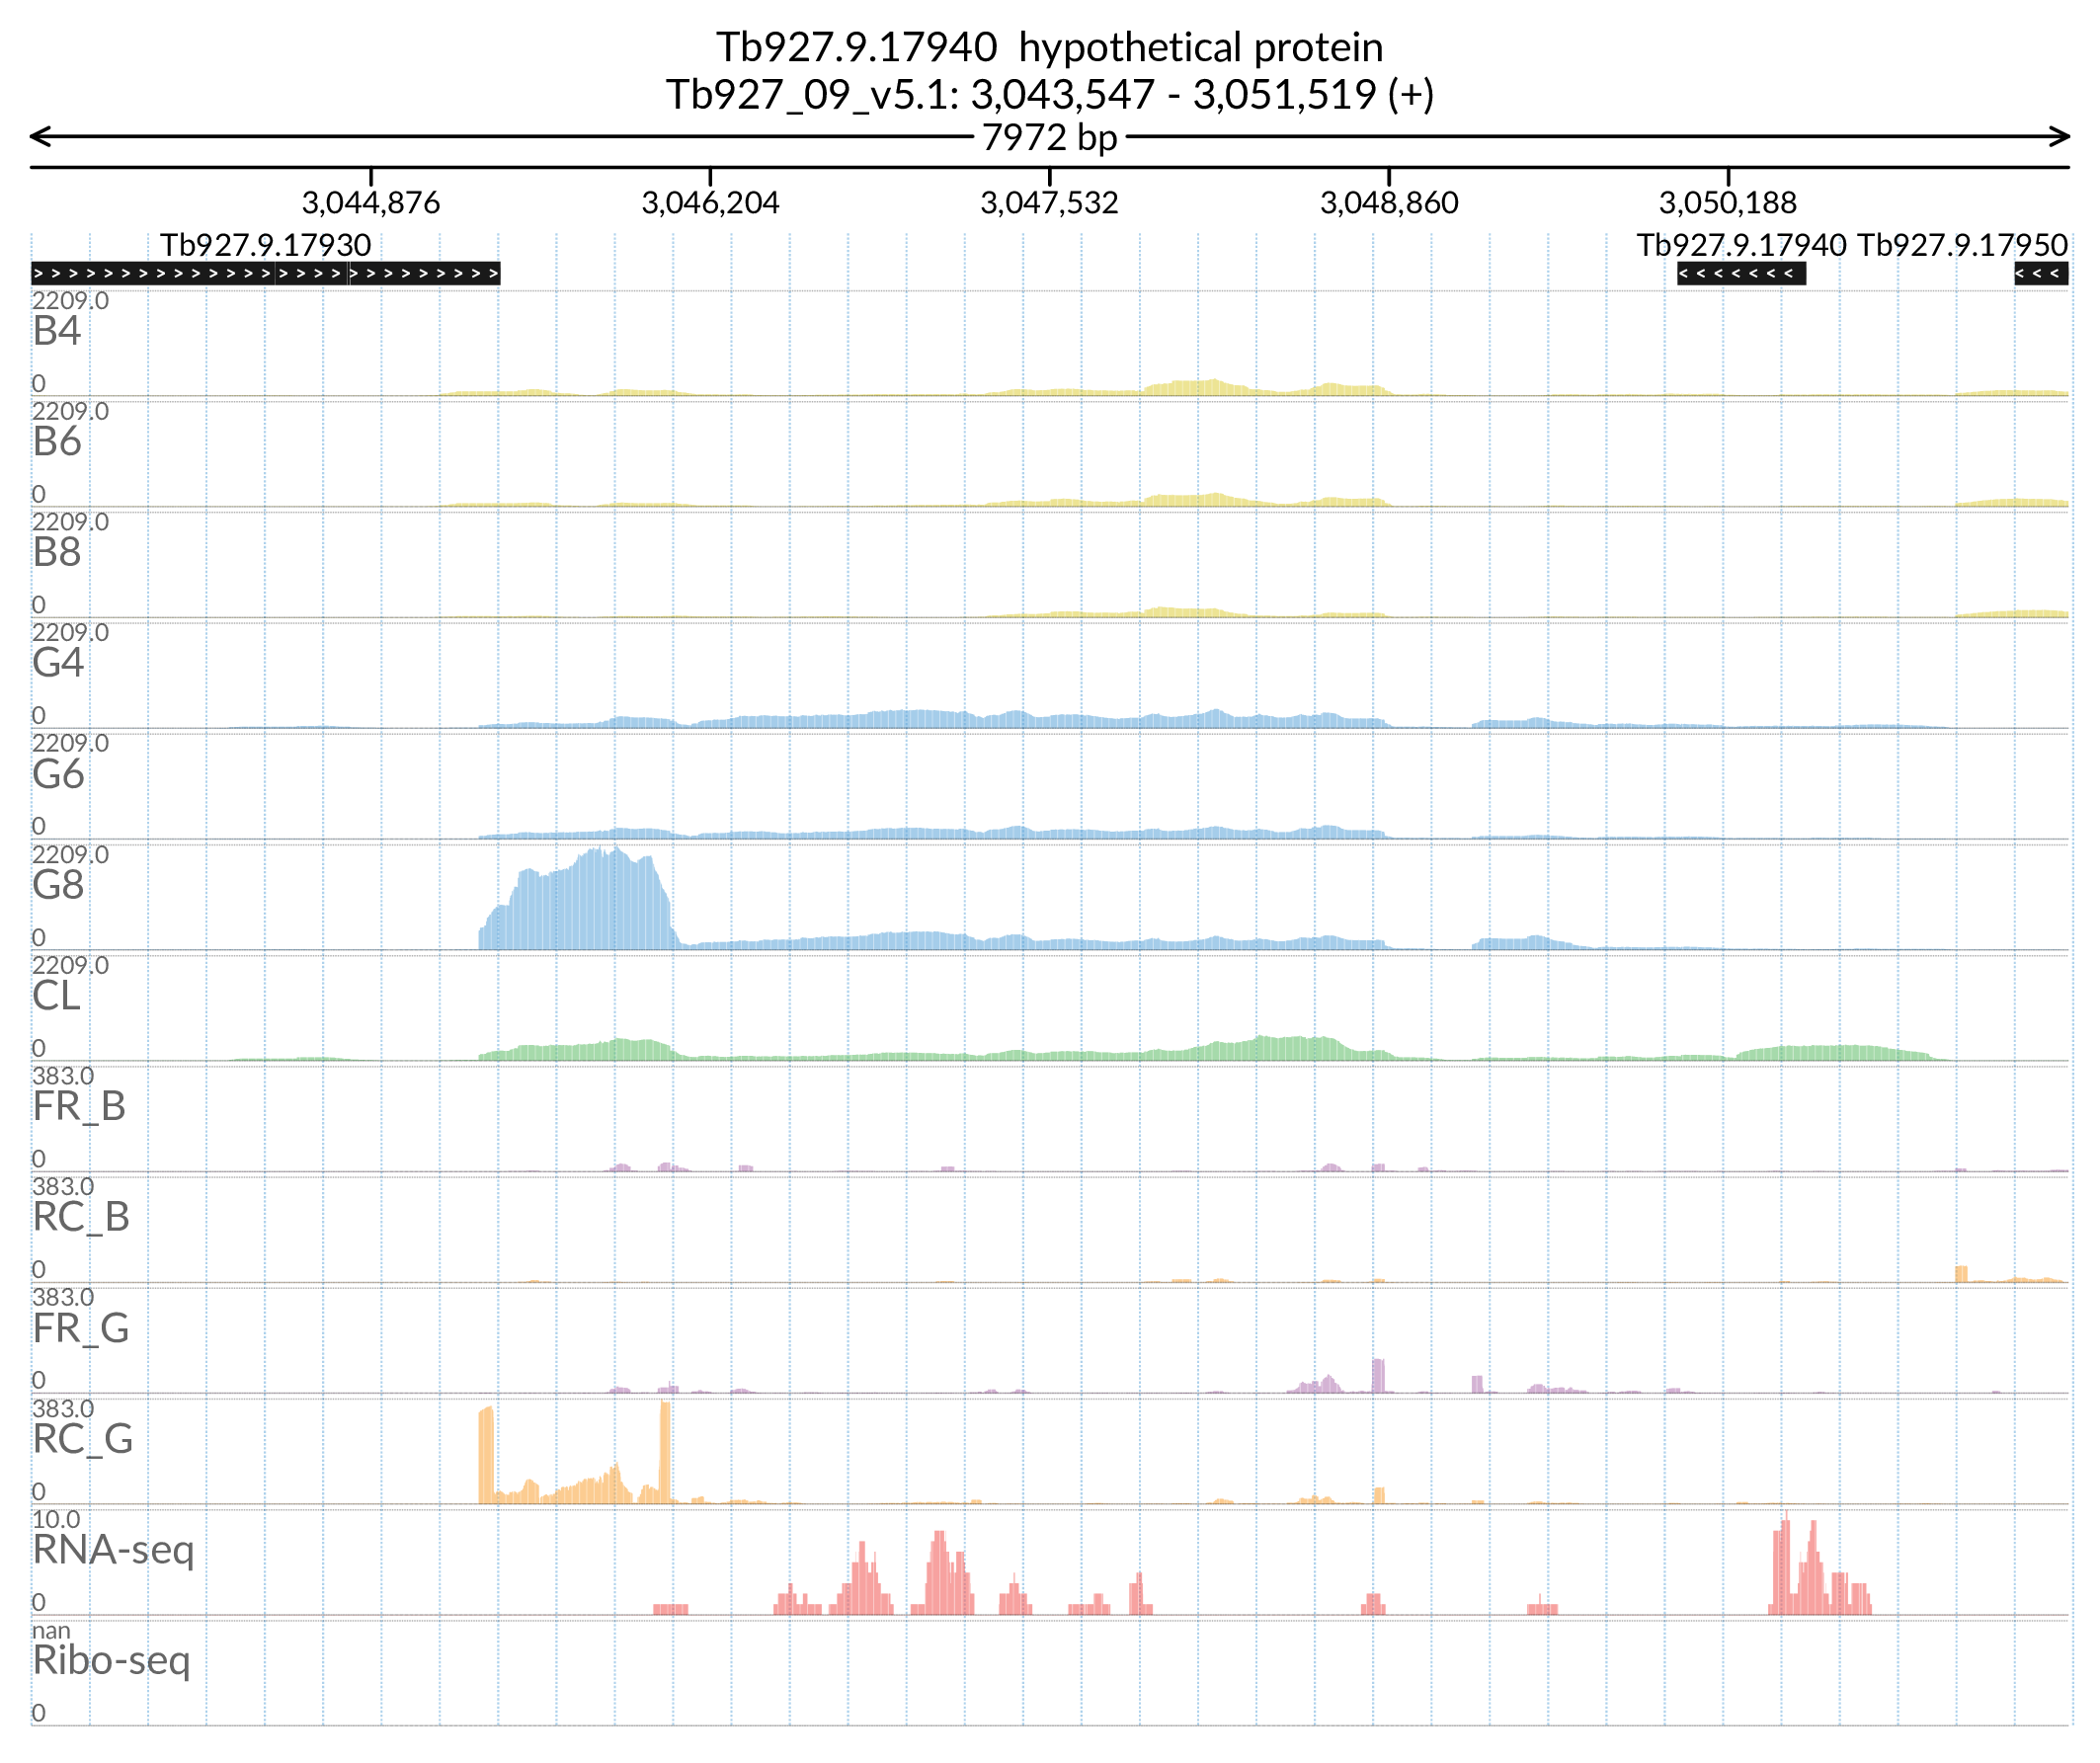 Tb927.9.17940 hypothetical protein
Tb927_09_v5.1: 3,043,547 - 3,051,519 (+)
7972 bp
3,044,876 3,046,204 3,047,532 3,048,860 3,050,188
Tb927.9.17930 Tb927.9.17940 Tb927.9.17950
2209.0
B4
0
2209.0
B6
0
2209.0
B8
0
2209.0
G4
0
2209.0
G6
0
2209.0
G8
0
2209.0
CL
0
383.0
FR_B
0
383.0
RC_B
0
383.0
FR_G
0
383.0
RC_G
0
10.0
RNA-seq
0
nan
Ribo-seq
0